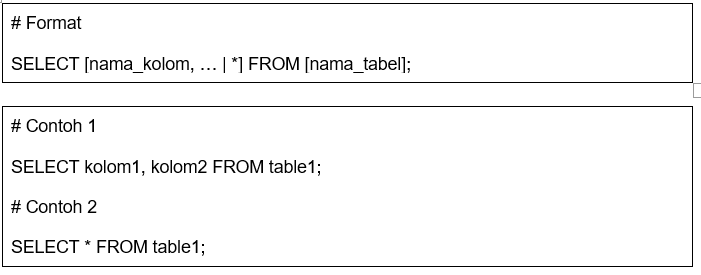 # Format
SELECT [nama_kolom, … | *] FROM [nama_tabel];
# Contoh 1
SELECT kolom1, kolom2 FROM table1;
# Contoh 2
SELECT * FROM table1;